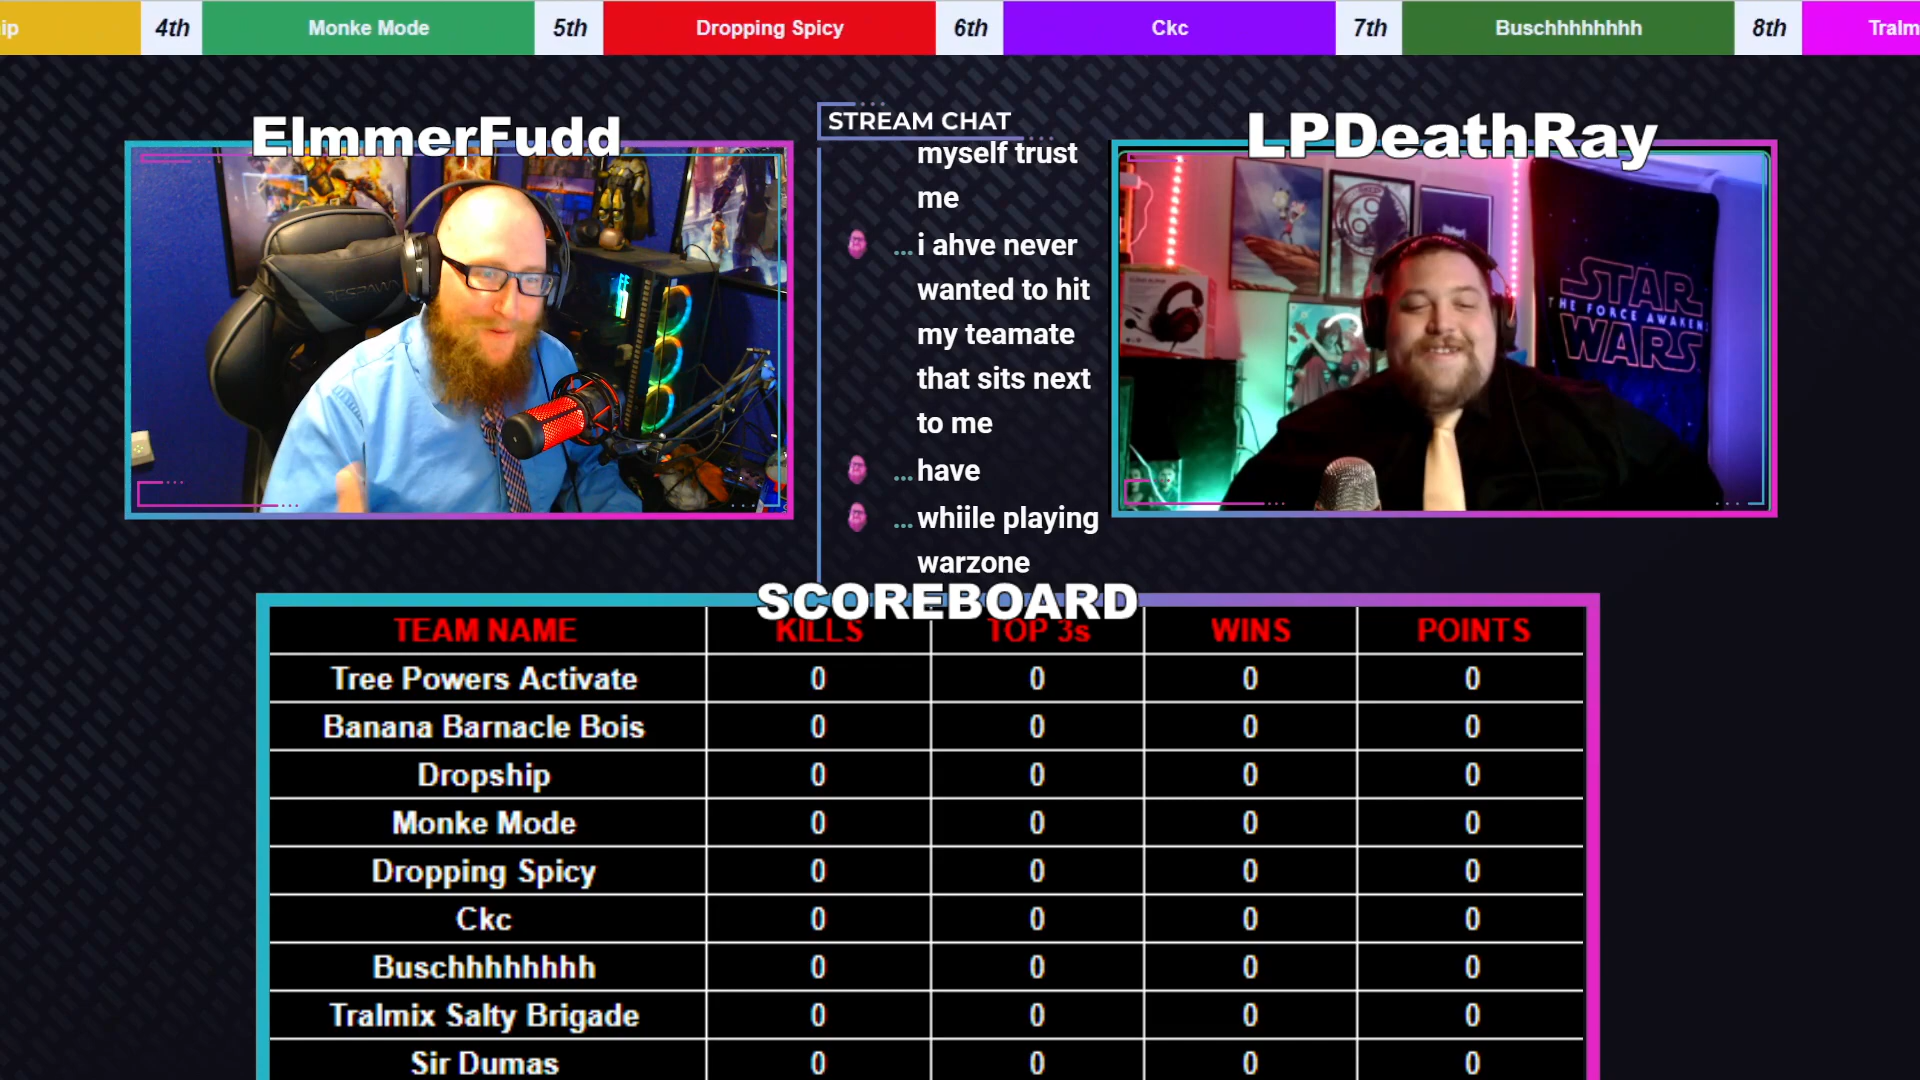 ip 4th Monke Mode 5th Dropping Spicy 6th Ckc 7th Buschhhhhhhh 8th Tralm
ElmmerFudd
STREAM CHAT
LPDeathRay
myself trust
me
...i ahve never
wanted to hit
my teamate
that sits next
to me
...have
...whiile playing
warzone
RESPAWN
STAR
THE FORCE AWAKENS
WARS
SCOREBOARD
TEAM NAME KILLS TOP 3s WINS POINTS
Tree Powers Activate 0 0 0 0
Banana Barnacle Bois 0 0 0 0
Dropship 0 0 0 0
Monke Mode 0 0 0 0
Dropping Spicy 0 0 0 0
Ckc 0 0 0 0
Buschhhhhhhh 0 0 0 0
Tralmix Salty Brigade 0 0 0 0
Sir Dumas 0 0 0 0